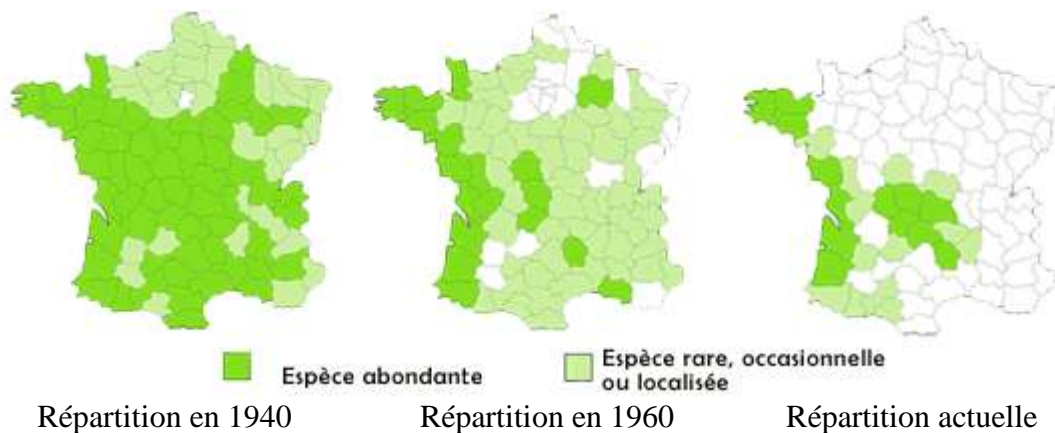 Espèce abondante
Espèce rare, occasionnelle
ou localisée
Répartition en 1940
Répartition en 1960
Répartition actuelle